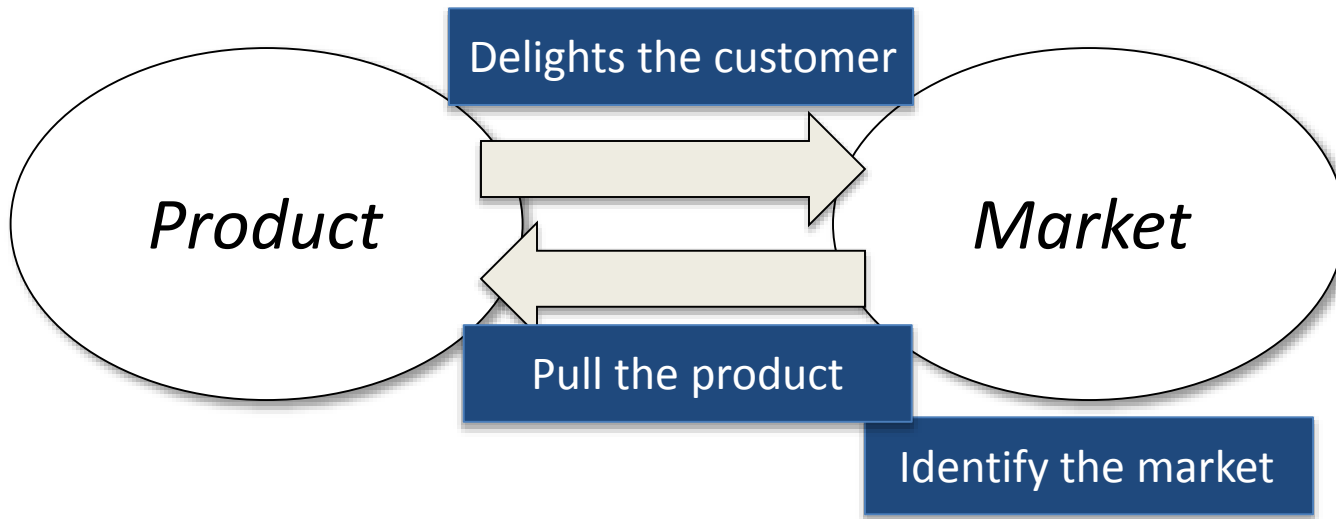 Delights the customer
Product
Market
Pull the product
Identify the market